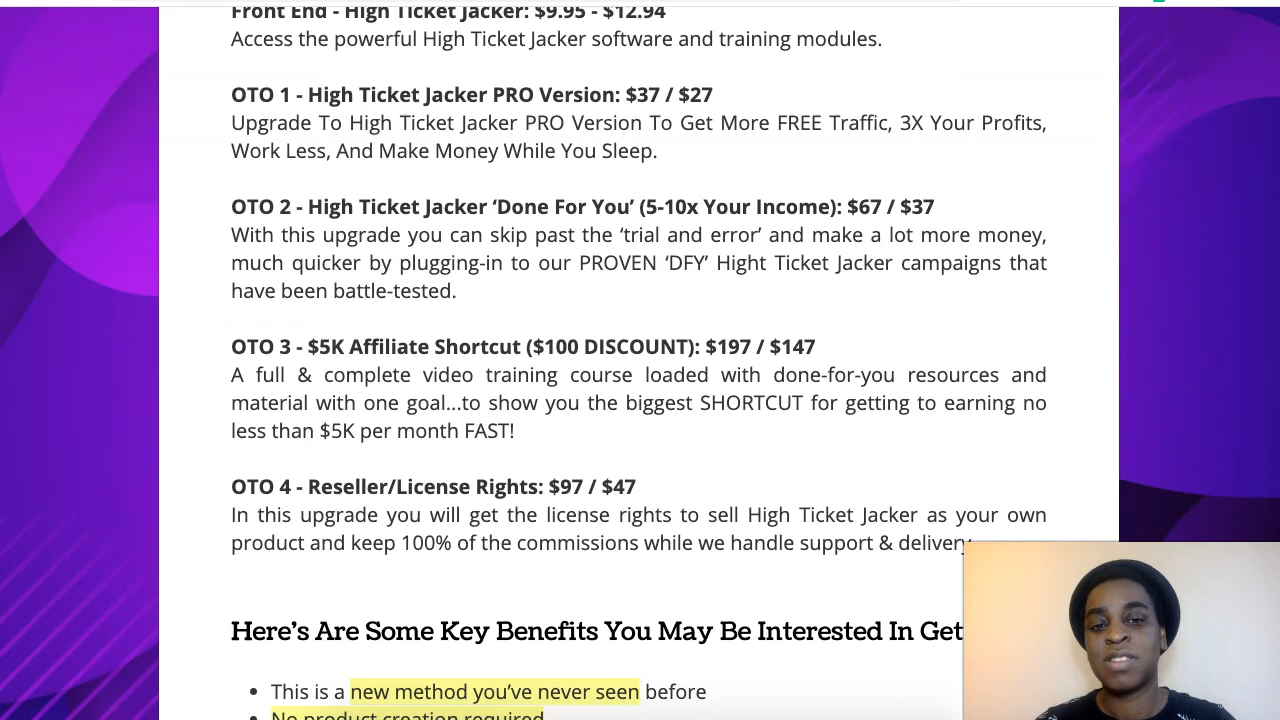 Front End - High Ticket Jacker: $9.95 - $12.94
Access the powerful High Ticket Jacker software and training modules.
OTO 1 - High Ticket Jacker PRO Version: $37 / $27
Upgrade To High Ticket Jacker PRO Version To Get More FREE Traffic, 3X Your Profits,
Work Less, And Make Money While You Sleep.
OTO 2 - High Ticket Jacker ‘Done For You’ (5-10x Your Income): $67 / $37
With this upgrade you can skip past the ‘trial and error’ and make a lot more money,
much quicker by plugging-in to our PROVEN ‘DFY’ Hight Ticket Jacker campaigns that
have been battle-tested.
OTO 3 - $5K Affiliate Shortcut ($100 DISCOUNT): $197 / $147
A full & complete video training course loaded with done-for-you resources and
material with one goal...to show you the biggest SHORTCUT for getting to earning no
less than $5K per month FAST!
OTO 4 - Reseller/License Rights: $97 / $47
In this upgrade you will get the license rights to sell High Ticket Jacker as your own
product and keep 100% of the commissions while we handle support & delivery
Here’s Are Some Key Benefits You May Be Interested In Get
• This is a new method you’ve never seen before
• No product creation required